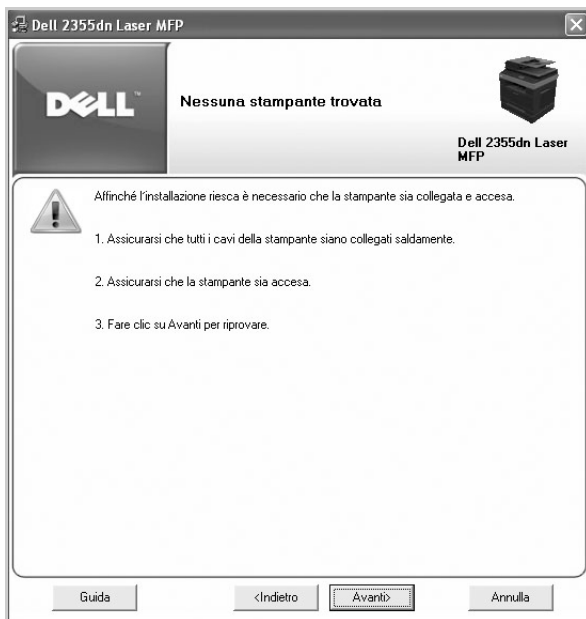 Dell 2355dn Laser MFP
DELL™
Nessuna stampante trovata
Dell 2355dn Laser
MFP
Affinché l'installazione riesca è necessario che la stampante sia collegata e accesa.
1. Assicurarsi che tutti i cavi della stampante siano collegati saldamente.
2. Assicurarsi che la stampante sia accesa.
3. Fare clic su Avanti per riprovare.
Guida
<Indietro
Avanti>
Annulla